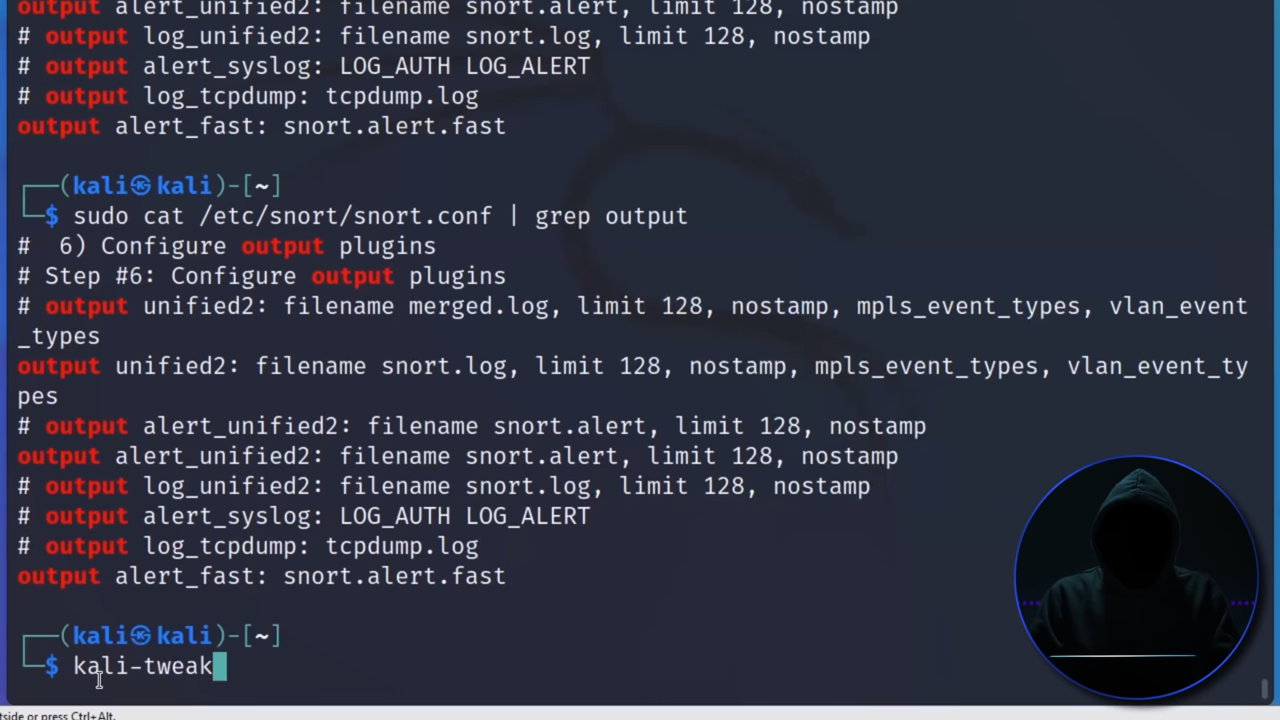 output alert_unified2: filename snort.alert, limit 128, nostamp
# output log_unified2: filename snort.log, limit 128, nostamp
# output alert_syslog: LOG_AUTH LOG_ALERT
# output log_tcpdump: tcpdump.log
output alert_fast: snort.alert.fast
┌──(kali㉿kali)-[~]
└─$ sudo cat /etc/snort/snort.conf | grep output
#  6) Configure output plugins
# Step #6: Configure output plugins
# output unified2: filename merged.log, limit 128, nostamp, mpls_event_types, vlan_event
_types
output unified2: filename snort.log, limit 128, nostamp, mpls_event_types, vlan_event_ty
pes
# output alert_unified2: filename snort.alert, limit 128, nostamp
output alert_unified2: filename snort.alert, limit 128, nostamp
# output log_unified2: filename snort.log, limit 128, nostamp
# output alert_syslog: LOG_AUTH LOG_ALERT
# output log_tcpdump: tcpdump.log
output alert_fast: snort.alert.fast
┌──(kali㉿kali)-[~]
└─$ kali-tweak
tside or press Ctrl+Alt.